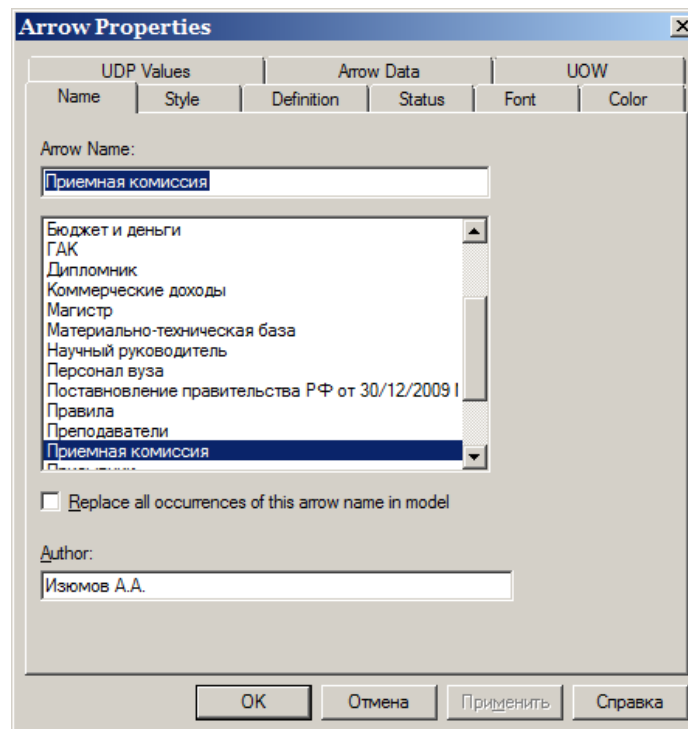 Arrow Properties
UDP Values Arrow Data UOW
Name Style Definition Status Font Color
Arrow Name:
Приемная комиссия
Бюджет и деньги
ГАК
Дипломник
Коммерческие доходы
Магистр
Материально-техническая база
Научный руководитель
Персонал вуза
Поставновление правительства РФ от 30/12/2009 I
Правила
Преподаватели
Приемная комиссия
Replace all occurrences of this arrow name in model
Author:
Изюмов А.А.
OK Отмена Применить Справка